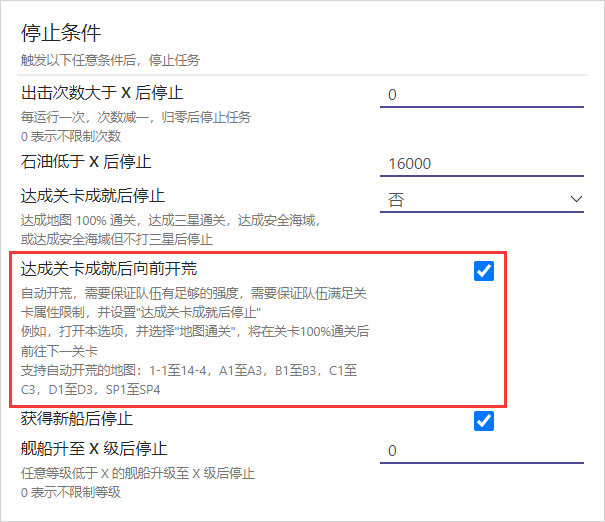 停止条件
触发以下任意条件后，停止任务
出击次数大于 X 后停止
0
每运行一次，次数减一，归零后停止任务
0 表示不限制次数
石油低于 X 后停止
16000
达成关卡成就后停止
否
达成地图 100% 通关，达成三星通关，达成安全海域，
或达成安全海域但不打三星后停止
达成关卡成就后向前开荒
自动开荒，需要保证队伍有足够的强度，需要保证队伍满足关
卡属性限制，并设置"达成关卡成就后停止"
例如，打开本选项，并选择"地图通关"，将在关卡100%通关后
前往下一关卡
支持自动开荒的地图：1-1至14-4，A1至A3，B1至B3，C1至
C3，D1至D3，SP1至SP4
获得新船后停止
舰船升至 X 级后停止
0
任意等级低于 X 的舰船升级至 X 级后停止
0 表示不限制等级